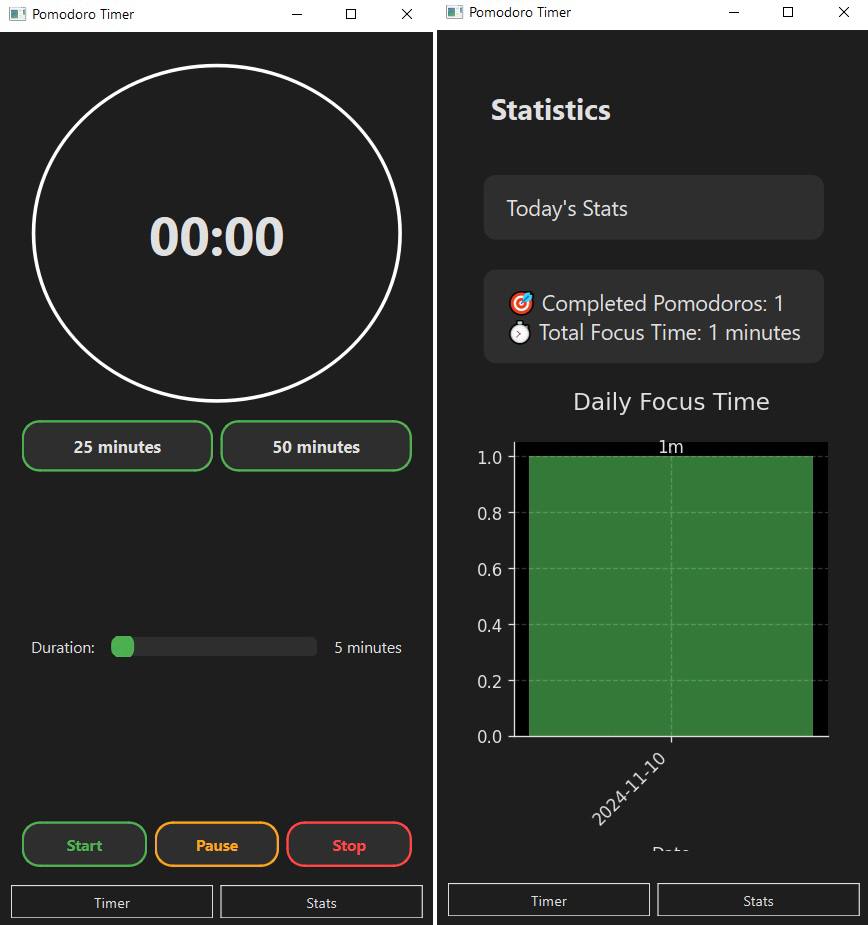 Pomodoro Timer
00:00
25 minutes
50 minutes
Duration:
5 minutes
Start
Pause
Stop
Timer
Stats
Pomodoro Timer
Statistics
Today's Stats
Completed Pomodoros: 1
Total Focus Time: 1 minutes
Daily Focus Time
1m
1.0
0.8
0.6
0.4
0.2
0.0
2024-11-10
Timer
Stats